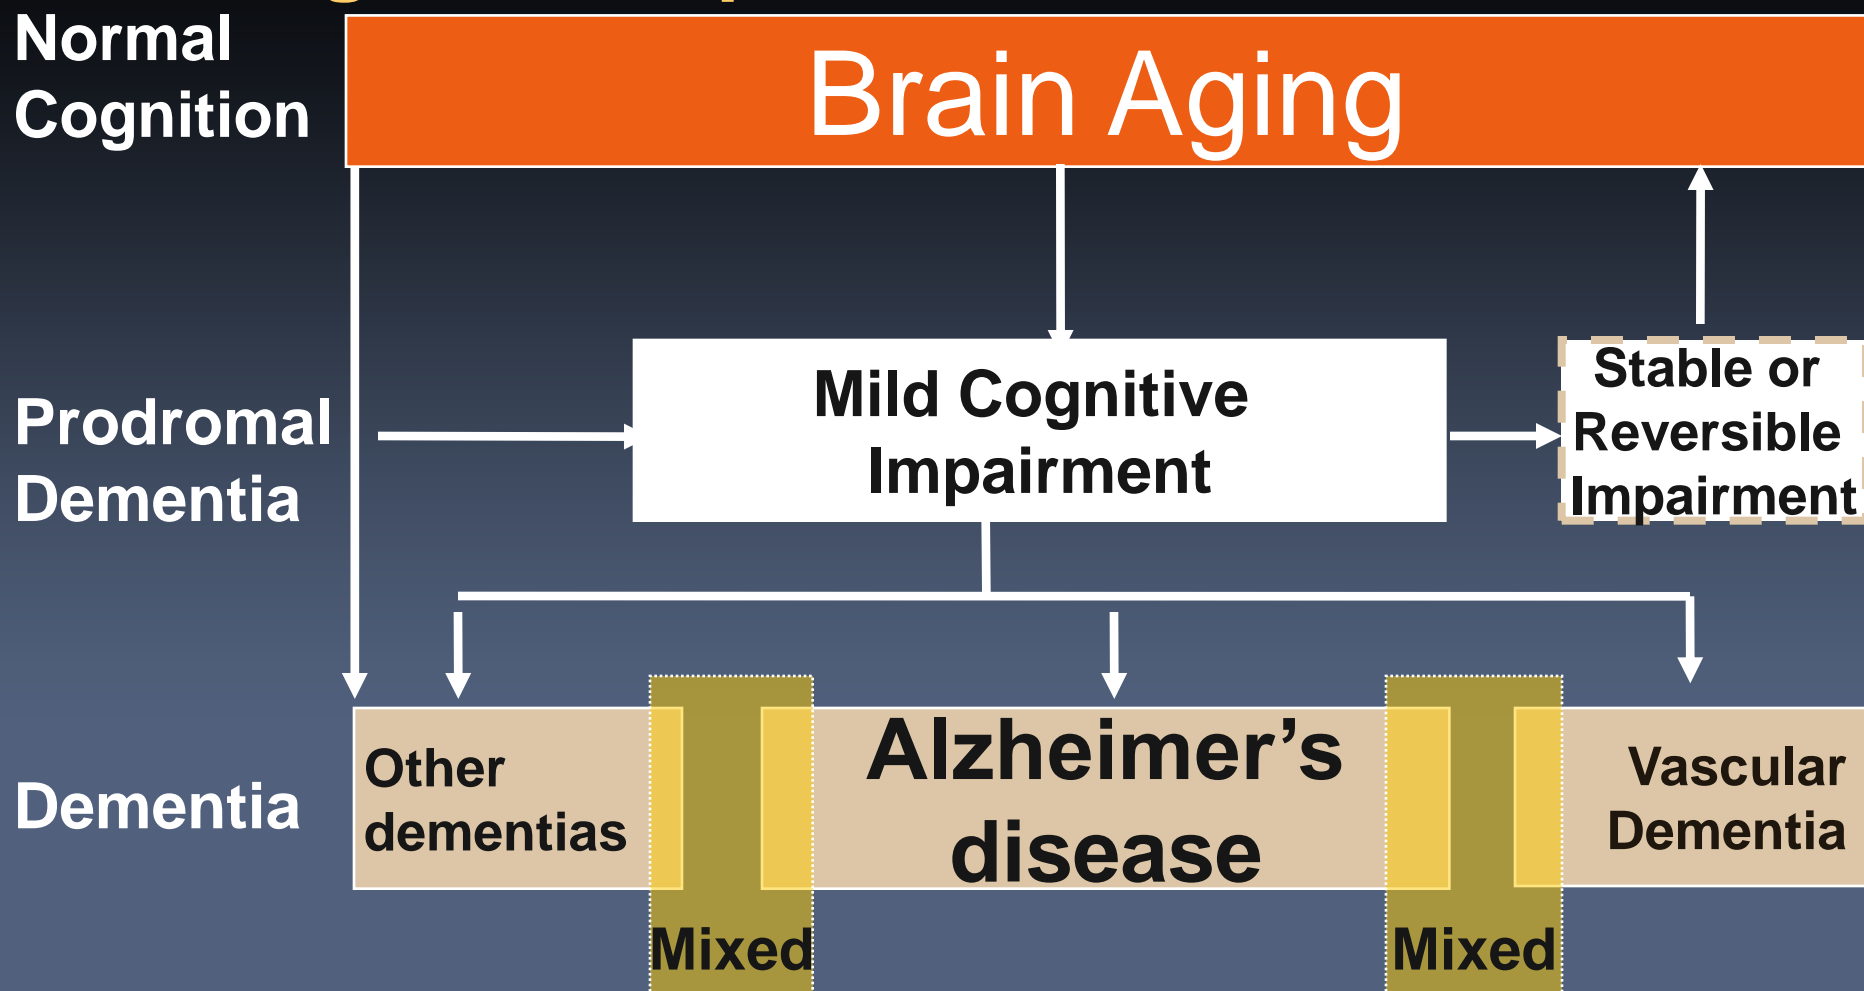 Normal
Cognition
Brain Aging
Prodromal
Dementia
Mild Cognitive
Impairment
Stable or
Reversible
Impairment
Dementia
Other
dementias
Alzheimer’s
disease
Vascular
Dementia
Mixed
Mixed